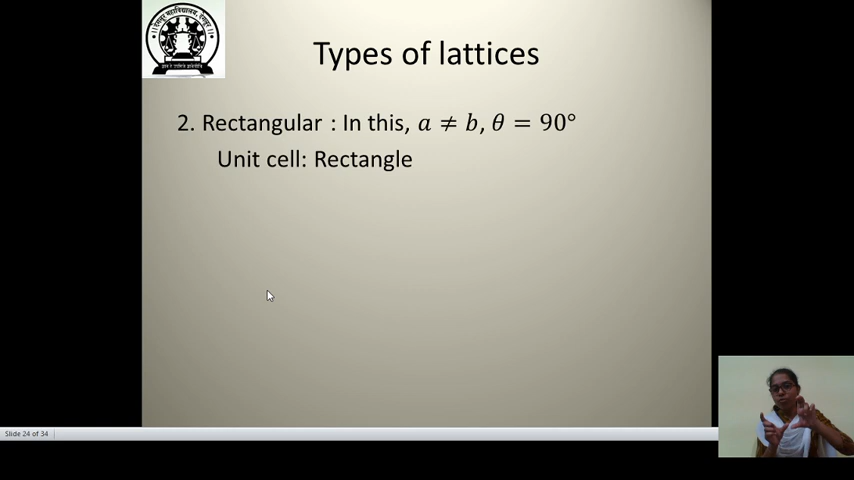 Types of lattices
2. Rectangular : In this, a ≠ b, θ = 90°
Unit cell: Rectangle
Slide 24 of 34